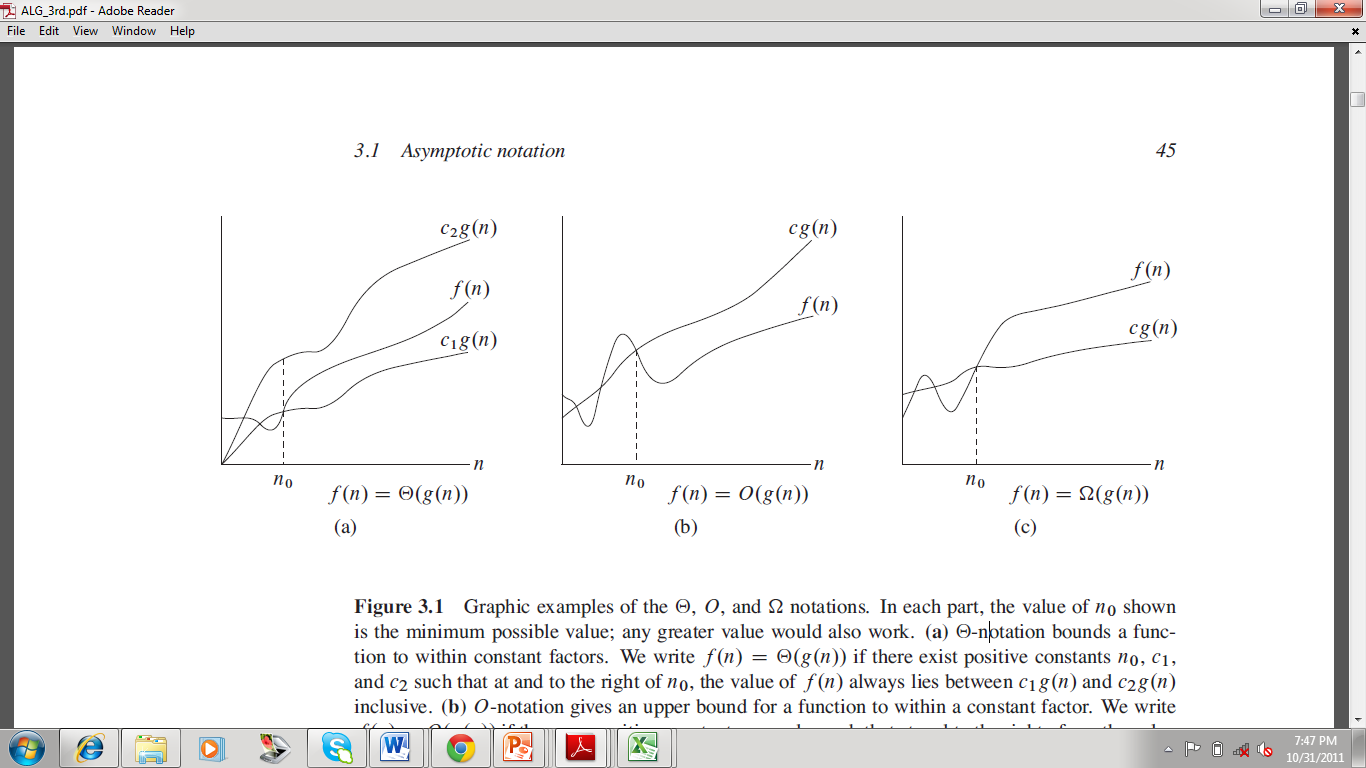 ALG_3rd.pdf - Adobe Reader
File Edit View Window Help
3.1 Asymptotic notation 45
c₂g(n)
f(n)
c₁g(n)
n
n₀
f(n) = Θ(g(n))
(a)
cg(n)
f(n)
n
n₀
f(n) = O(g(n))
(b)
f(n)
cg(n)
n
n₀
f(n) = Ω(g(n))
(c)
Figure 3.1 Graphic examples of the Θ, O, and Ω notations. In each part, the value of n₀ shown
is the minimum possible value; any greater value would also work. (a) Θ-notation bounds a func-
tion to within constant factors. We write f(n) = Θ(g(n)) if there exist positive constants n₀, c₁,
and c₂ such that at and to the right of n₀, the value of f(n) always lies between c₁g(n) and c₂g(n)
inclusive. (b) O-notation gives an upper bound for a function to within a constant factor. We write
7:47 PM
10/31/2011